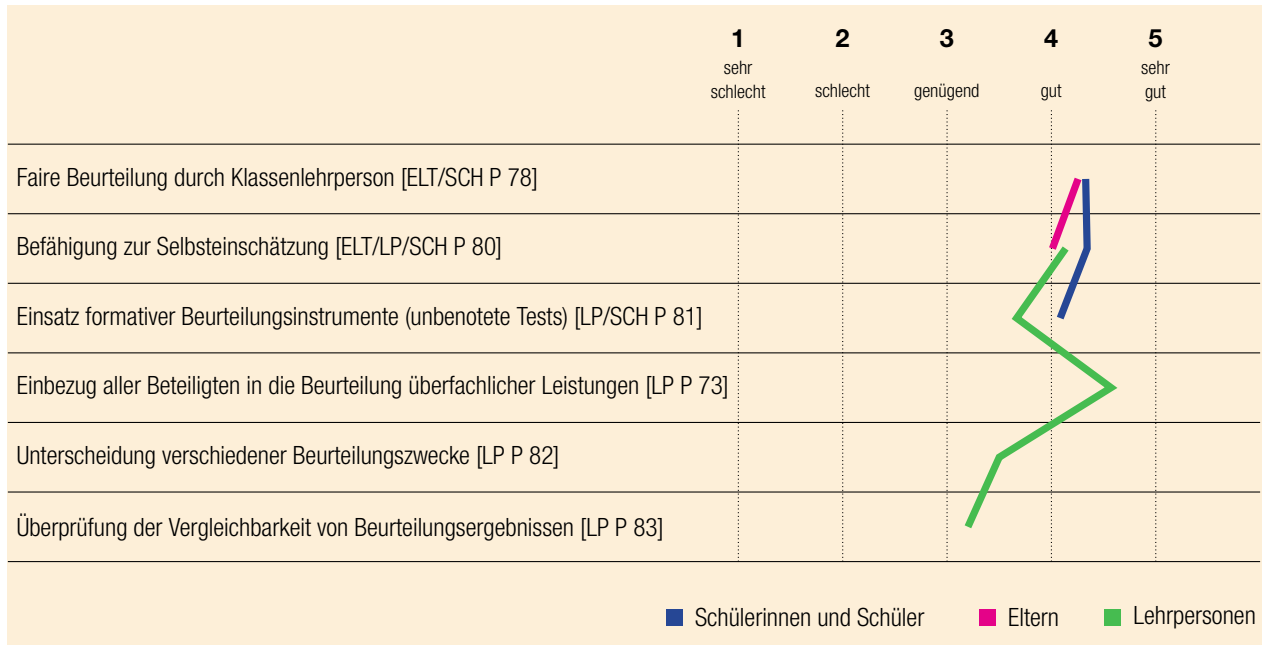 1 2 3 4 5
sehr schlecht schlecht genügend gut sehr gut
Faire Beurteilung durch Klassenlehrperson [ELT/SCH P 78]
Befähigung zur Selbsteinschätzung [ELT/LP/SCH P 80]
Einsatz formativer Beurteilungsinstrumente (unbenotete Tests) [LP/SCH P 81]
Einbezug aller Beteiligten in die Beurteilung überfachlicher Leistungen [LP P 73]
Unterscheidung verschiedener Beurteilungszwecke [LP P 82]
Überprüfung der Vergleichbarkeit von Beurteilungsergebnissen [LP P 83]
Schülerinnen und Schüler Eltern Lehrpersonen